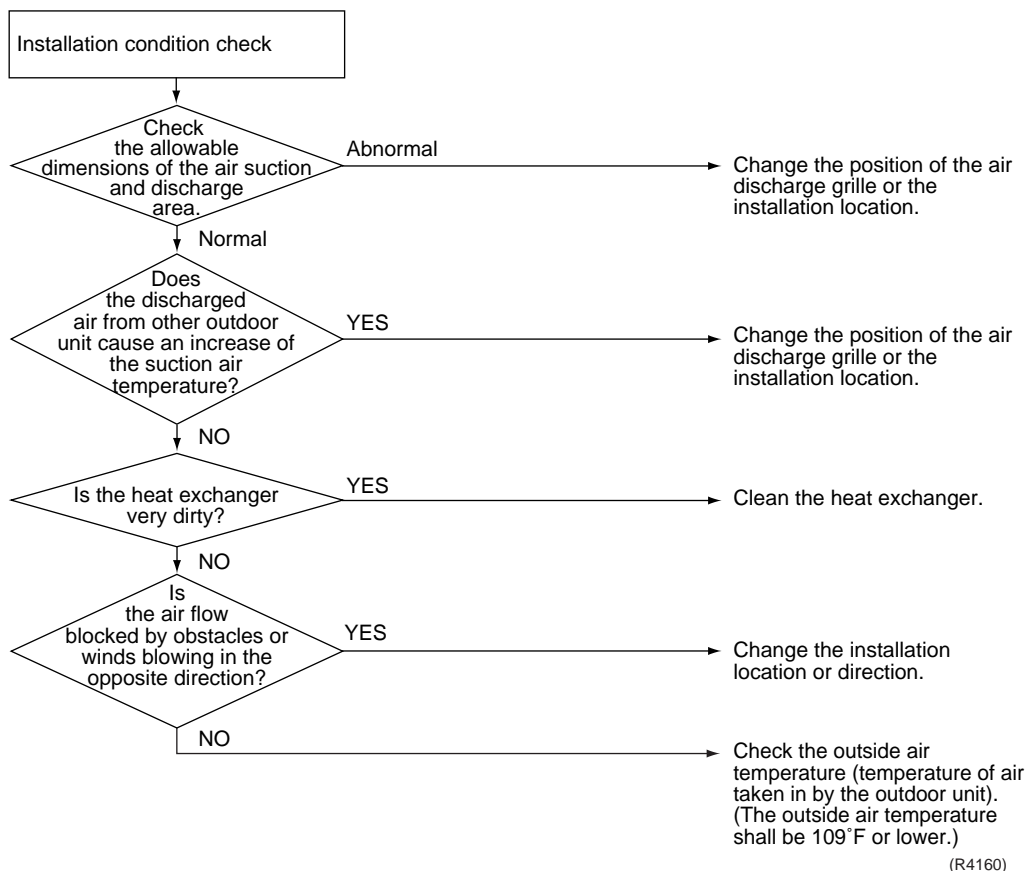 Installation condition check
Check
the allowable
dimensions of the air suction
and discharge
area.
Abnormal
Change the position of the air
discharge grille or the
installation location.
Normal
Does
the discharged
air from other outdoor
unit cause an increase of
the suction air
temperature?
YES
Change the position of the air
discharge grille or the
installation location.
NO
Is the heat exchanger
very dirty?
YES
Clean the heat exchanger.
NO
Is
the air flow
blocked by obstacles or
winds blowing in the
opposite direction?
YES
Change the installation
location or direction.
NO
Check the outside air
temperature (temperature of air
taken in by the outdoor unit).
(The outside air temperature
shall be 109˚F or lower.)
(R4160)